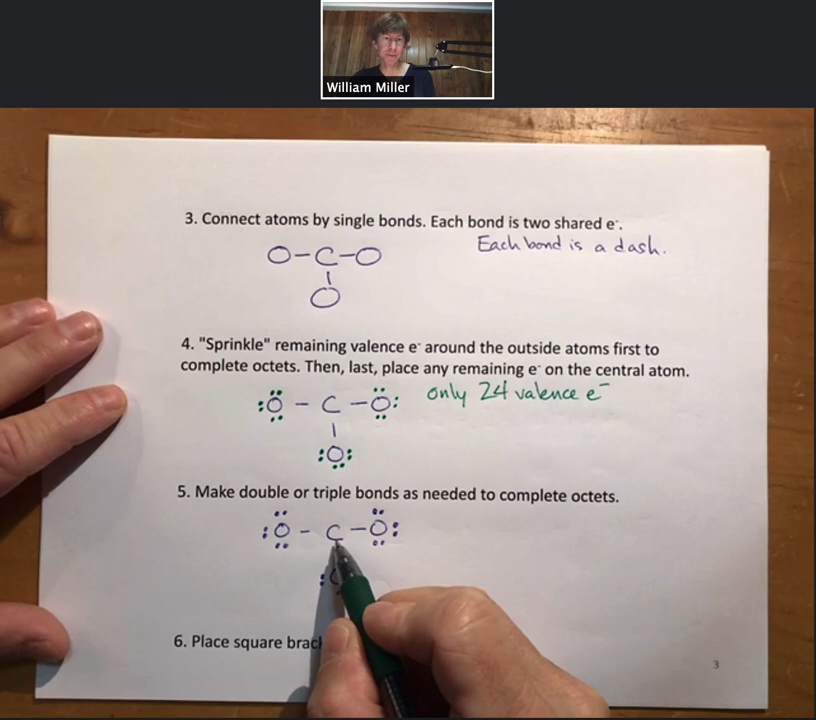 William Miller
3. Connect atoms by single bonds. Each bond is two shared e⁻.
Each bond is a dash.
O–C–O
|
O
4. "Sprinkle" remaining valence e⁻ around the outside atoms first to
complete octets. Then, last, place any remaining e⁻ on the central atom.
only 24 valence e⁻
:Ö – C – Ö:
|
:O:
5. Make double or triple bonds as needed to complete octets.
:Ö – C – Ö:
6. Place square brac
3